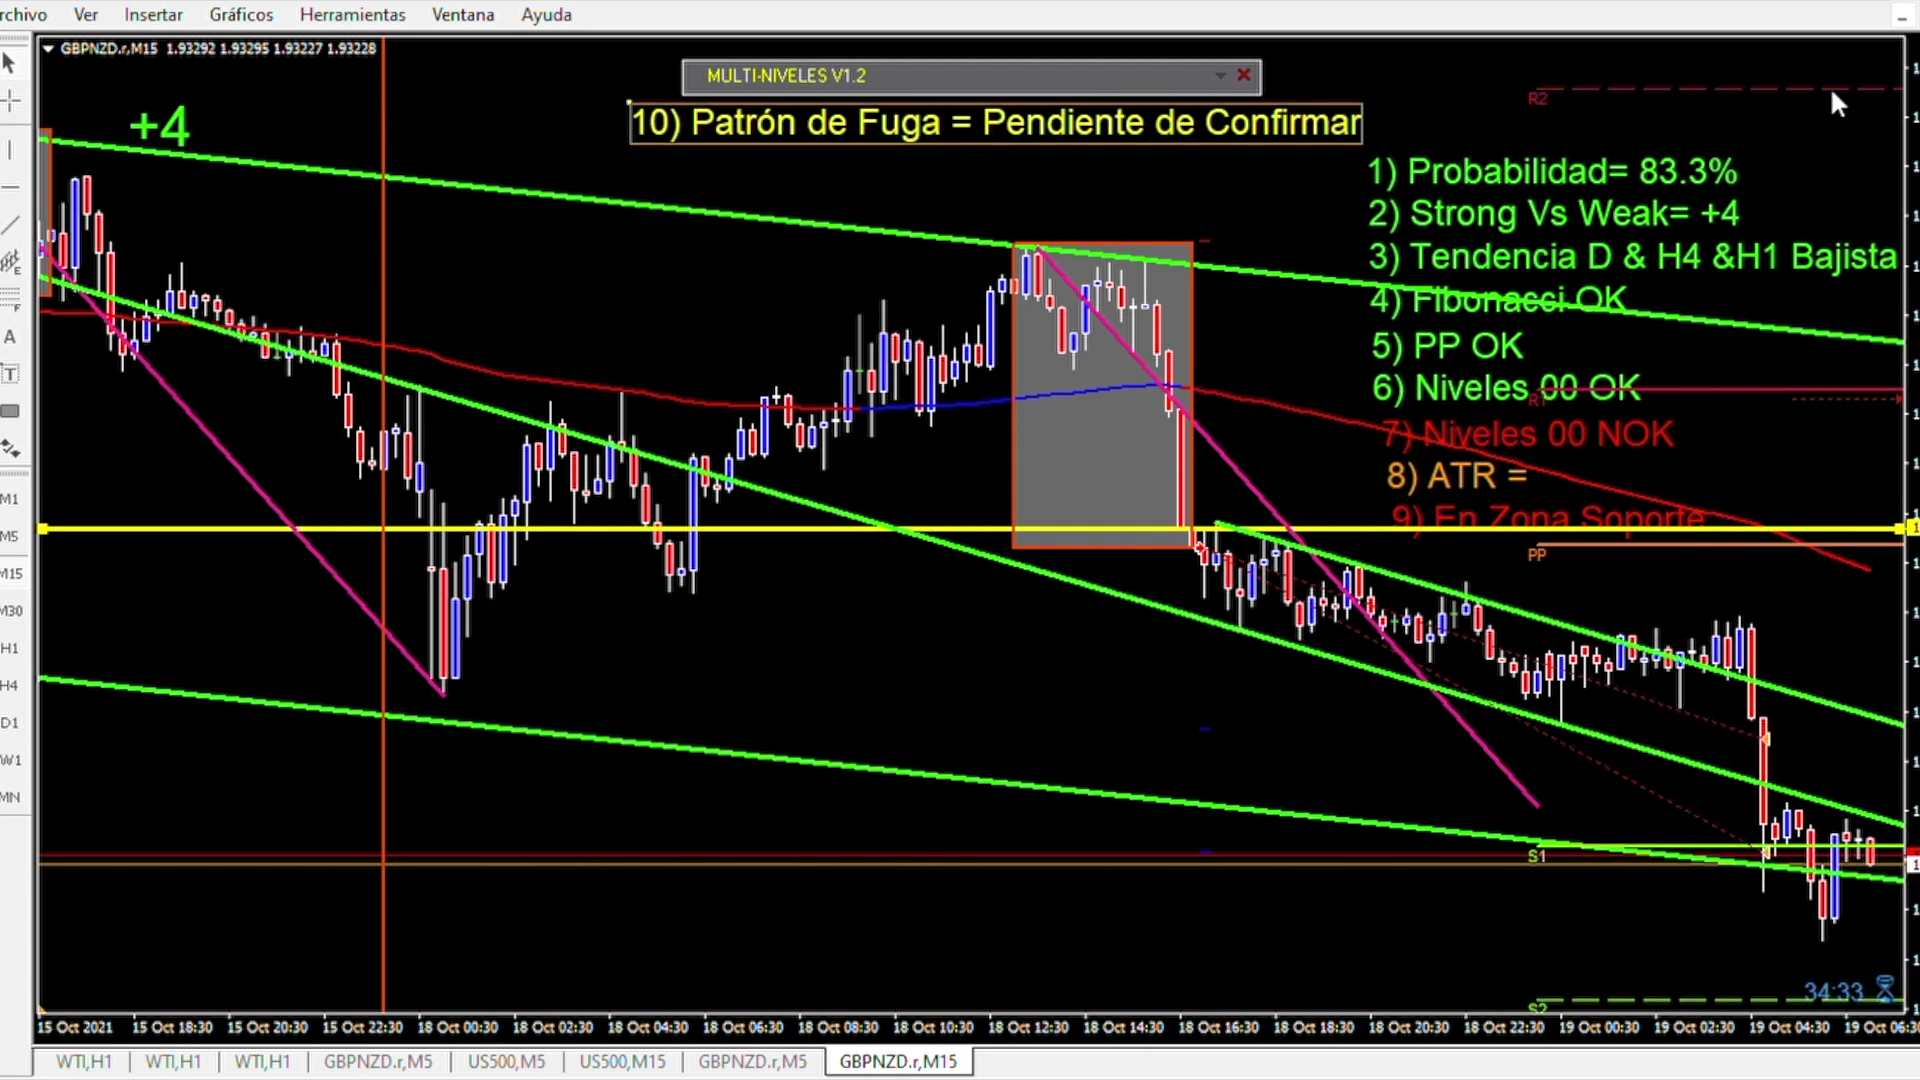 rchivo Ver Insertar Gráficos Herramientas Ventana Ayuda
GBPNZD.r,M15 1.93292 1.93295 1.93227 1.93228
MULTI-NIVELES V1.2
+4
10) Patrón de Fuga = Pendiente de Confirmar
R2
1) Probabilidad= 83.3%
2) Strong Vs Weak= +4
3) Tendencia D & H4 &H1 Bajista
4) Fibonacci OK
5) PP OK
6) Niveles 00 OK
R1
7) Niveles 00 NOK
8) ATR =
9) En Zona Soporte
PP
S1
S2
34:33
E
F
A
T
M1
M5
M15
M30
H1
H4
D1
W1
MN
15 Oct 2021 15 Oct 18:30 15 Oct 20:30 15 Oct 22:30 18 Oct 00:30 18 Oct 02:30 18 Oct 04:30 18 Oct 06:30 18 Oct 08:30 18 Oct 10:30 18 Oct 12:30 18 Oct 14:30 18 Oct 16:30 18 Oct 18:30 18 Oct 20:30 18 Oct 22:30 19 Oct 00:30 19 Oct 02:30 19 Oct 04:30 19 Oct 06:30
WTI,H1 WTI,H1 WTI,H1 GBPNZD.r,M5 US500,M5 US500,M15 GBPNZD.r,M5 GBPNZD.r,M15